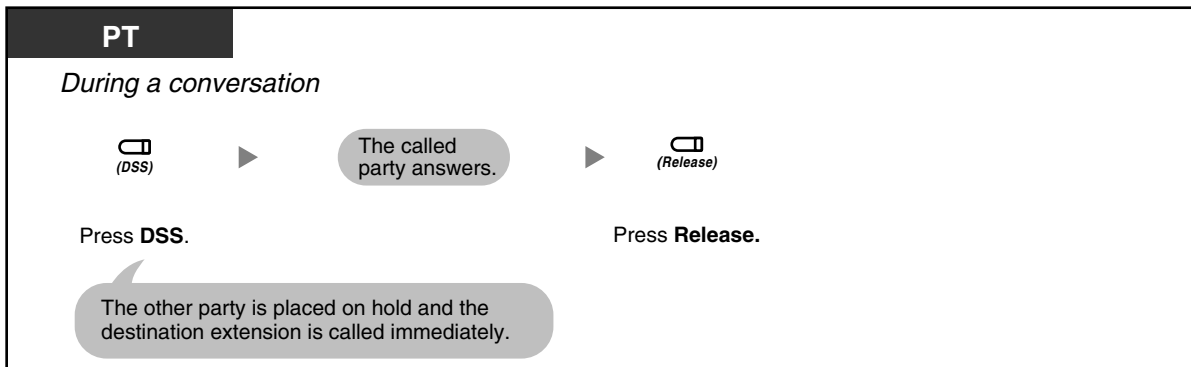 PT
During a conversation
(DSS)
The called
party answers.
(Release)
Press DSS.
Press Release.
The other party is placed on hold and the
destination extension is called immediately.